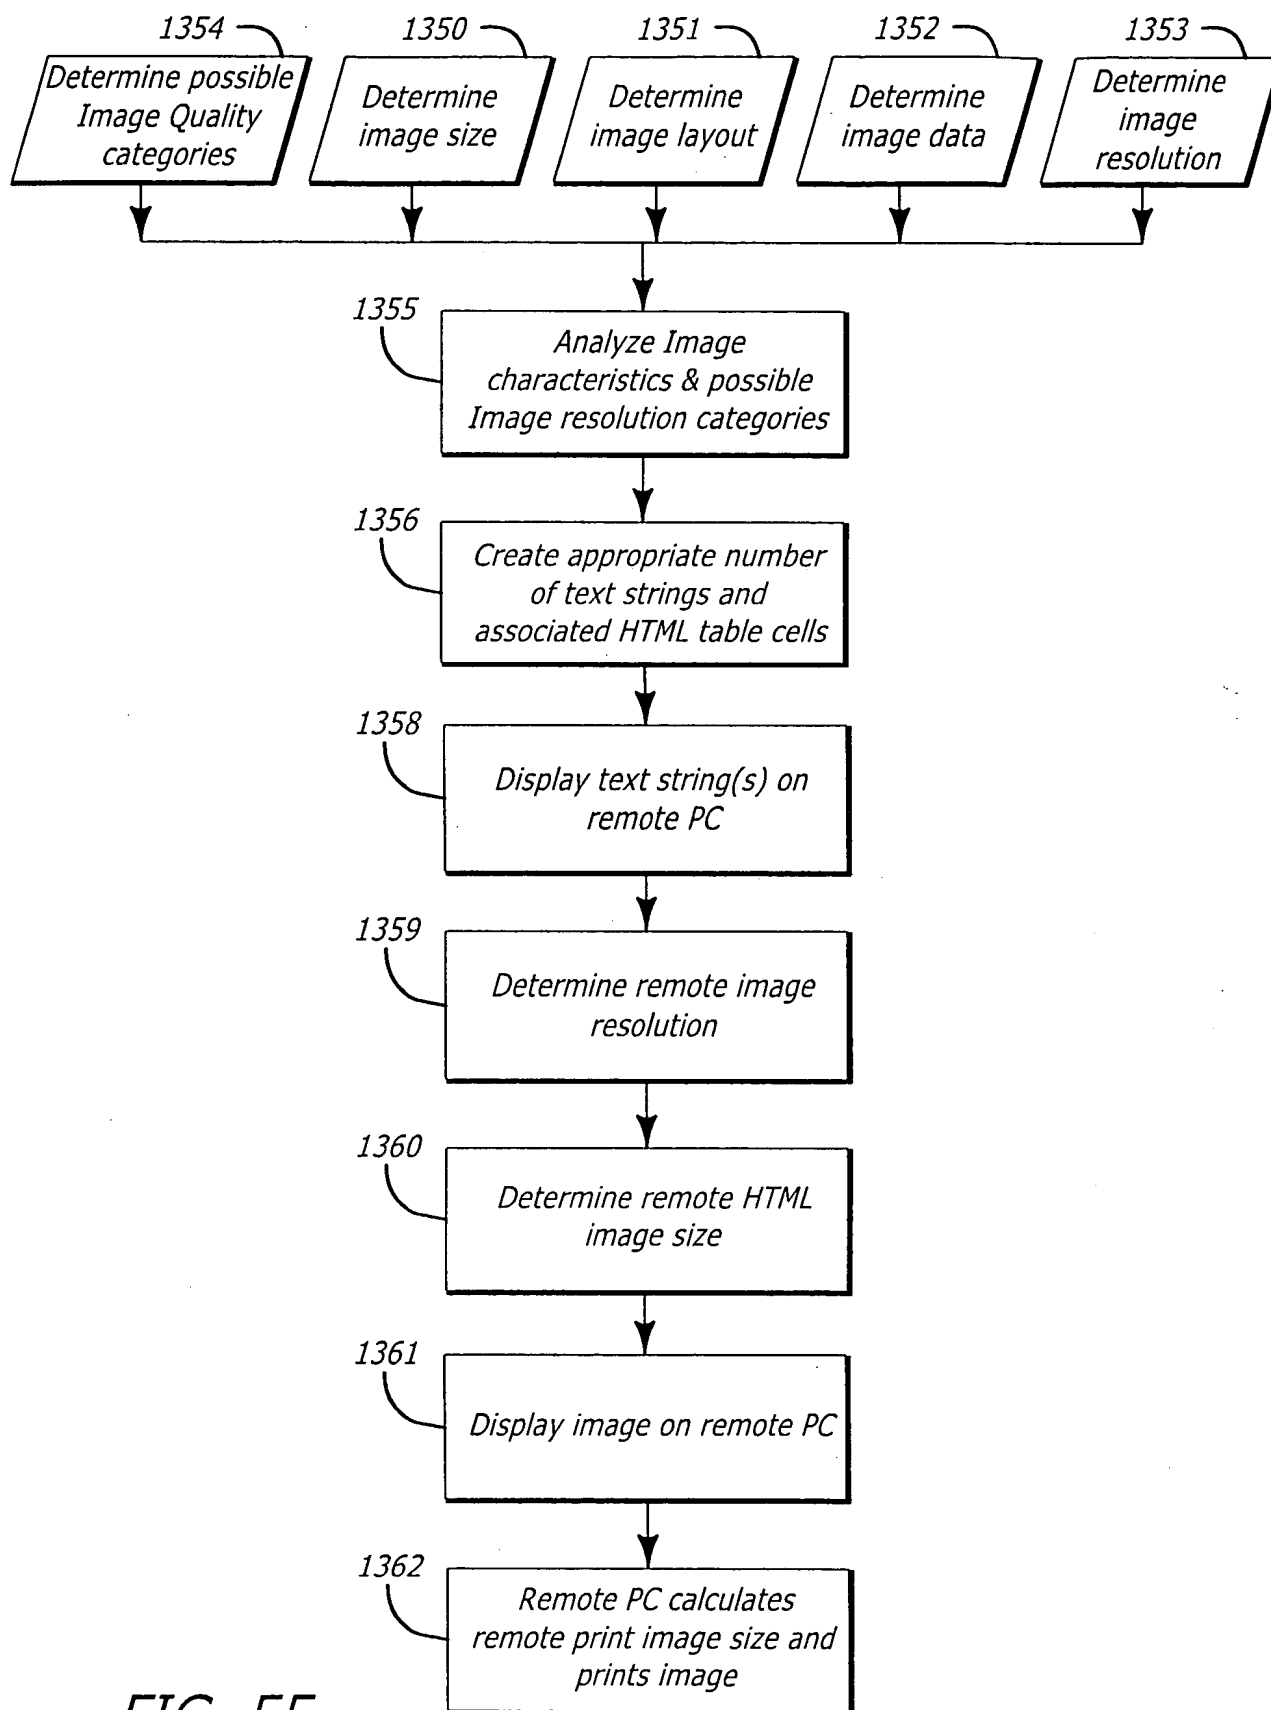 1354
1350
1351
1352
1353
Determine possible
Image Quality
categories
Determine
image size
Determine
image layout
Determine
image data
Determine
image
resolution
1355
Analyze Image
characteristics & possible
Image resolution categories
1356
Create appropriate number
of text strings and
associated HTML table cells
1358
Display text string(s) on
remote PC
1359
Determine remote image
resolution
1360
Determine remote HTML
image size
1361
Display image on remote PC
1362
Remote PC calculates
remote print image size and
prints image